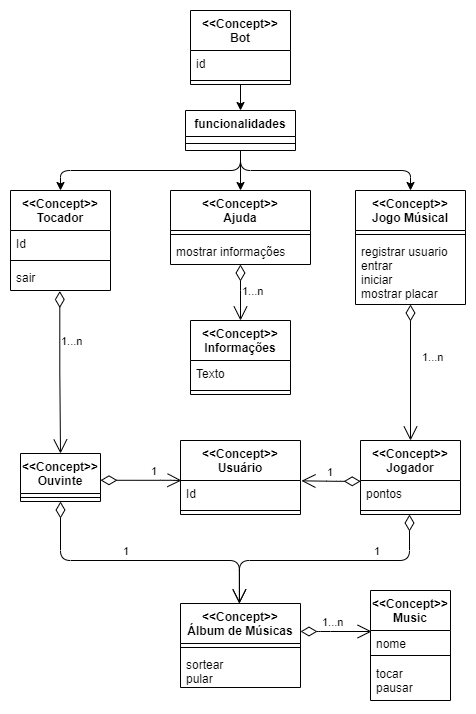 <<Concept>>
Bot
id
funcionalidades
<<Concept>>
Tocador
Id
sair
<<Concept>>
Ajuda
mostrar informações
<<Concept>>
Jogo Músical
registrar usuario
entrar
iniciar
mostrar placar
1...n
<<Concept>>
Informações
Texto
1...n
1...n
<<Concept>>
Ouvinte
1
<<Concept>>
Usuário
Id
1
<<Concept>>
Jogador
pontos
1
1
<<Concept>>
Álbum de Músicas
sortear
pular
1...n
<<Concept>>
Music
nome
tocar
pausar